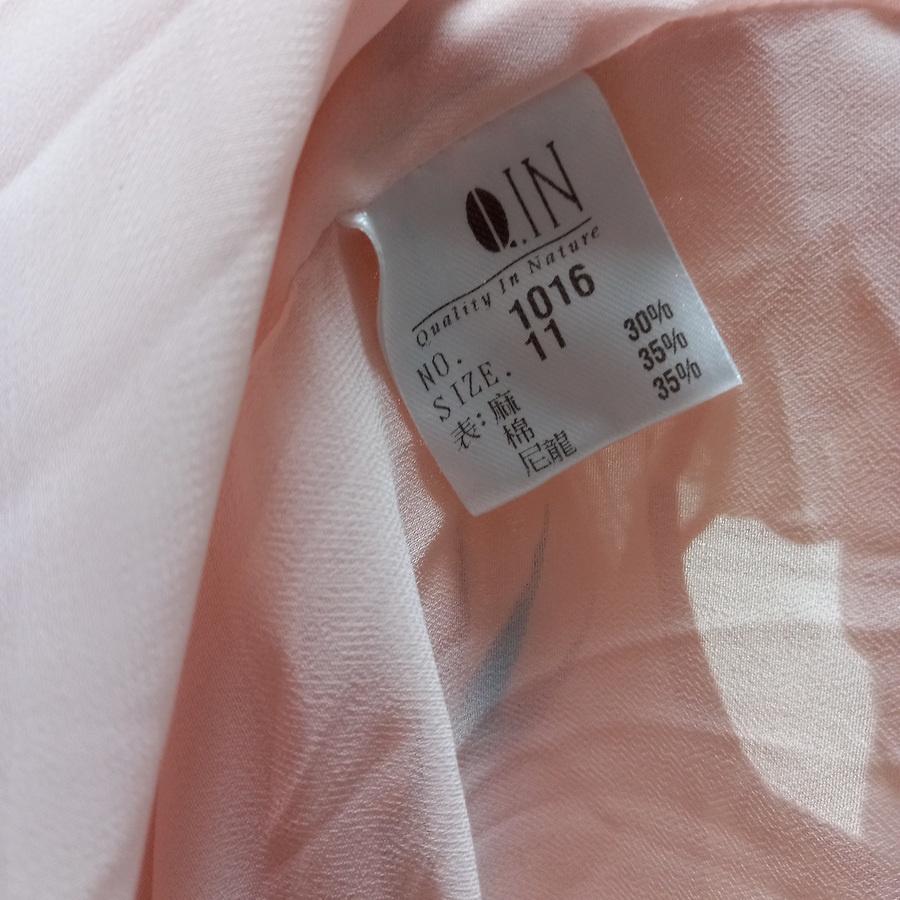 Q.IN
Quality In Nature
NO. 1016
SIZE. 11
表:麻 30%
棉 35%
尼龍 35%